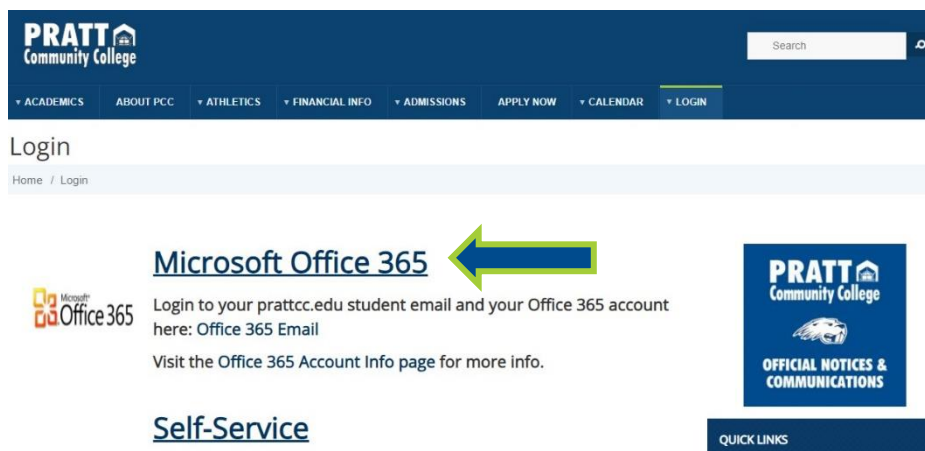 PRATT
Community College
Search
ACADEMICS ABOUT PCC ATHLETICS FINANCIAL INFO ADMISSIONS APPLY NOW CALENDAR LOGIN
Login
Home / Login
Microsoft Office 365
Microsoft
Office 365
Login to your prattcc.edu student email and your Office 365 account
here: Office 365 Email
Visit the Office 365 Account Info page for more info.
Self-Service
PRATT
Community College
OFFICIAL NOTICES &
COMMUNICATIONS
QUICK LINKS